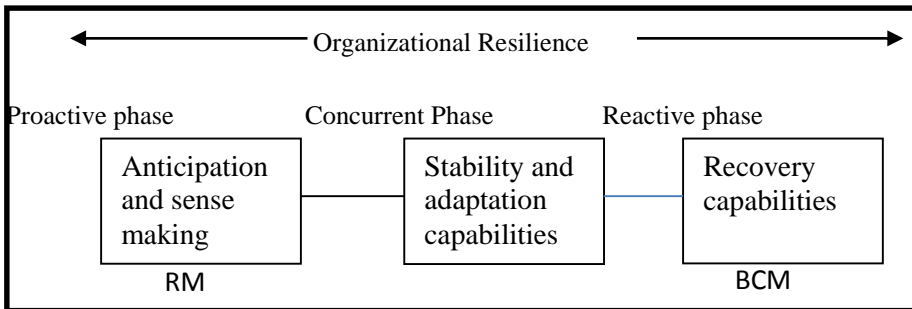 Organizational Resilience
Proactive phase
Concurrent Phase
Reactive phase
Anticipation
and sense
making
Stability and
adaptation
capabilities
Recovery
capabilities
RM
BCM